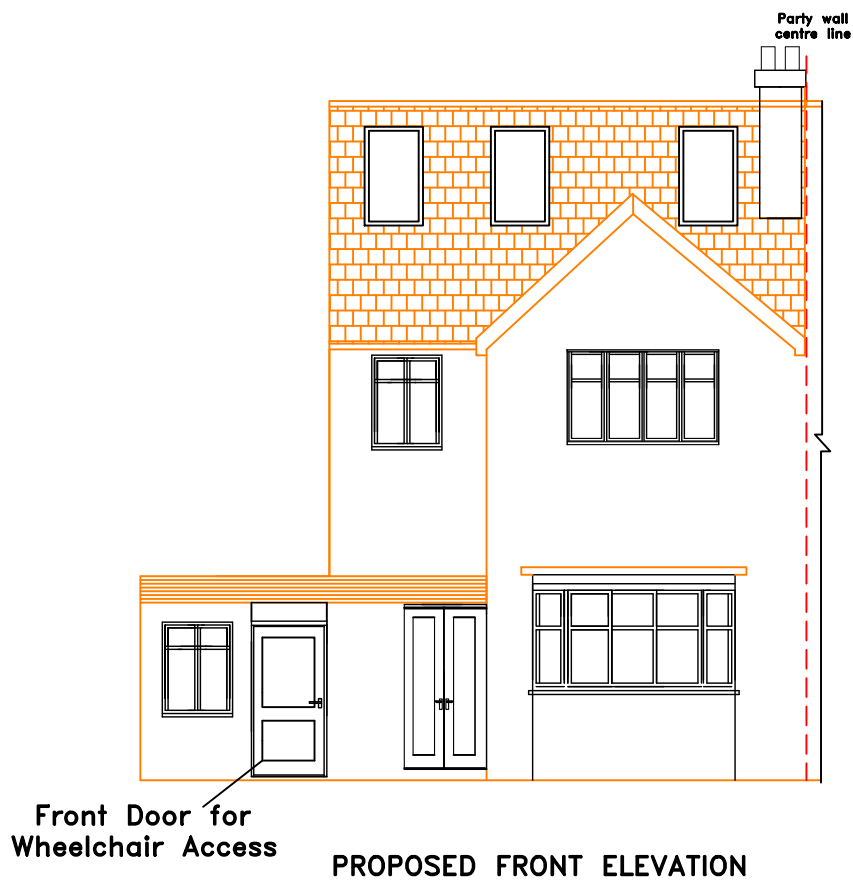 Party wall
centre line
Front Door for
Wheelchair Access
PROPOSED FRONT ELEVATION